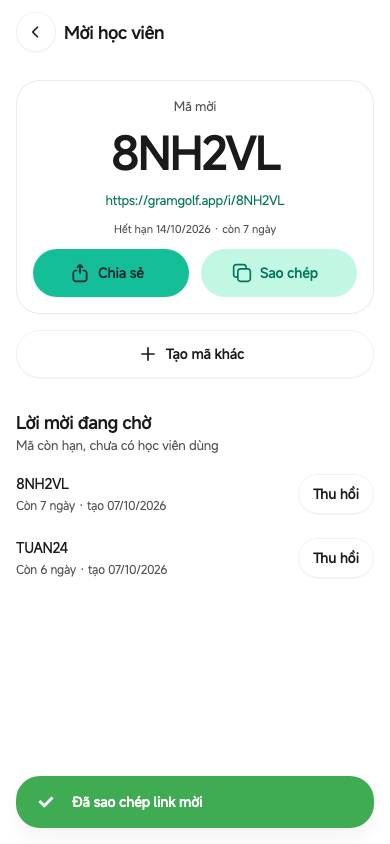 Mời học viên
Mã mời
8NH2VL
https://gramgolf.app/i/8NH2VL
Hết hạn 14/10/2026 · còn 7 ngày
Chia sẻ
Sao chép
Tạo mã khác
Lời mời đang chờ
Mã còn hạn, chưa có học viên dùng
8NH2VL
Còn 7 ngày · tạo 07/10/2026
Thu hồi
TUAN24
Còn 6 ngày · tạo 07/10/2026
Thu hồi
Đã sao chép link mời